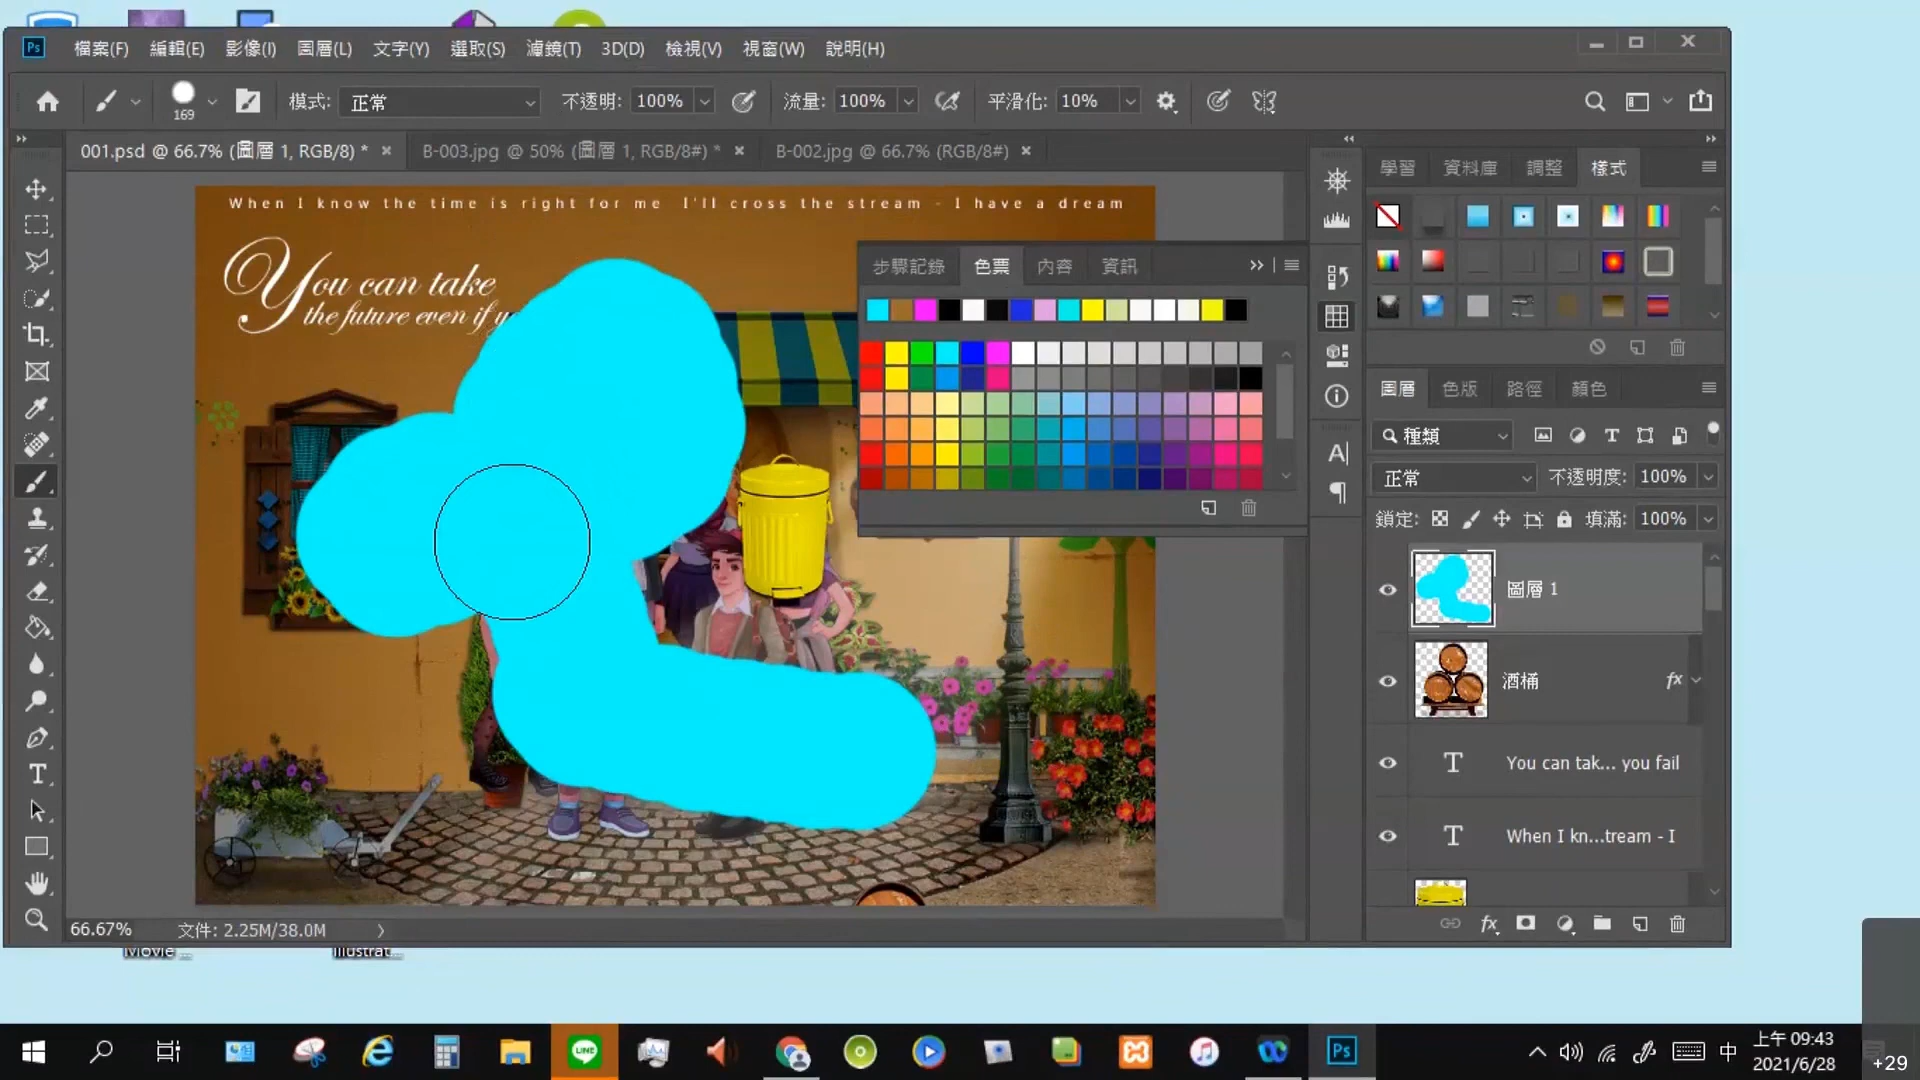 Ps 檔案(F) 編輯(E) 影像(I) 圖層(L) 文字(Y) 選取(S) 濾鏡(T) 3D(D) 檢視(V) 視窗(W) 說明(H)
169 模式: 正常 不透明: 100% 流量: 100% 平滑化: 10%
001.psd @ 66.7% (圖層 1, RGB/8) * B-003.jpg @ 50% (圖層 1, RGB/8#) * B-002.jpg @ 66.7% (RGB/8#)
學習 資料庫 調整 樣式
When I know the time is right for me I'll cross the stream - I have a dream
You can take
the future even if yo
步驟記錄 色票 內容 資訊
圖層 色版 路徑 顏色
種類
正常 不透明度: 100%
鎖定: 填滿: 100%
圖層 1
酒桶 fx
T You can tak... you fail
T When I kn...tream - I
fx
66.67% 文件: 2.25M/38.0M
iMovie ...
Illustrat...
LINE
Ps
中
上午 09:43
2021/6/28
+29